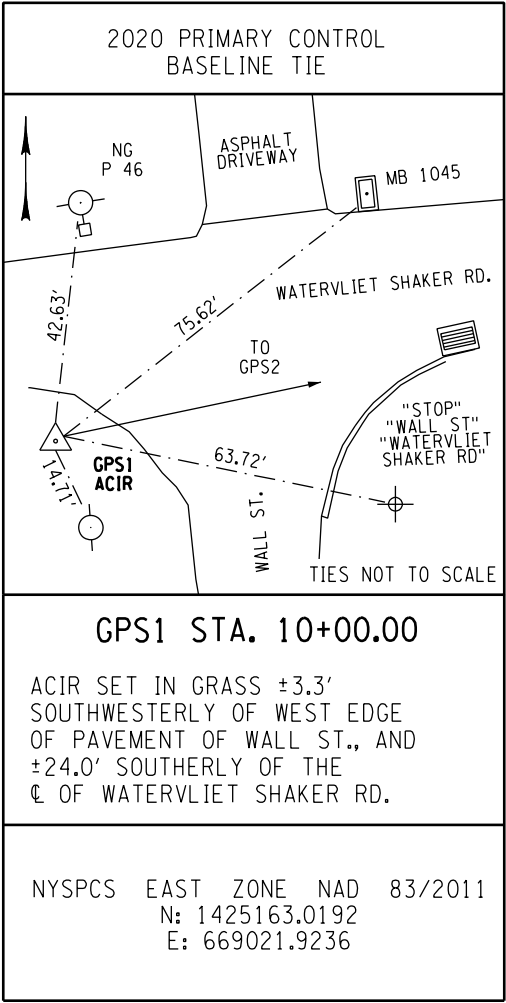 2020 PRIMARY CONTROL
BASELINE TIE
NG
P 46
ASPHALT
DRIVEWAY
MB 1045
42.63'
75.62'
WATERVLIET SHAKER RD.
TO
GPS2
"STOP"
"WALL ST"
"WATERVLIET
SHAKER RD"
GPS1
ACIR
14.71'
63.72'
WALL ST.
TIES NOT TO SCALE
GPS1 STA. 10+00.00
ACIR SET IN GRASS ±3.3'
SOUTHWESTERLY OF WEST EDGE
OF PAVEMENT OF WALL ST., AND
±24.0' SOUTHERLY OF THE
℄ OF WATERVLIET SHAKER RD.
NYSPCS EAST ZONE NAD 83/2011
N: 1425163.0192
E: 669021.9236